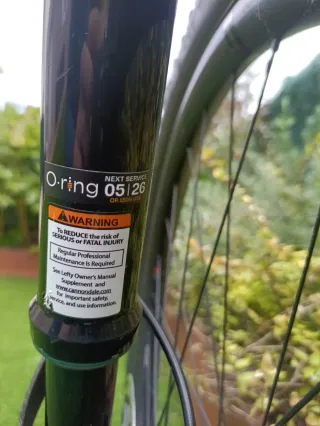 O-ring
NEXT SERVICE
05|26
WARNING
To REDUCE the risk of
SERIOUS or FATAL INJURY
Regular Professional
Maintenance is Required
See Lefty Owner's Manual
Supplement and
www.cannondale.com
for important safety,
service, and use information.